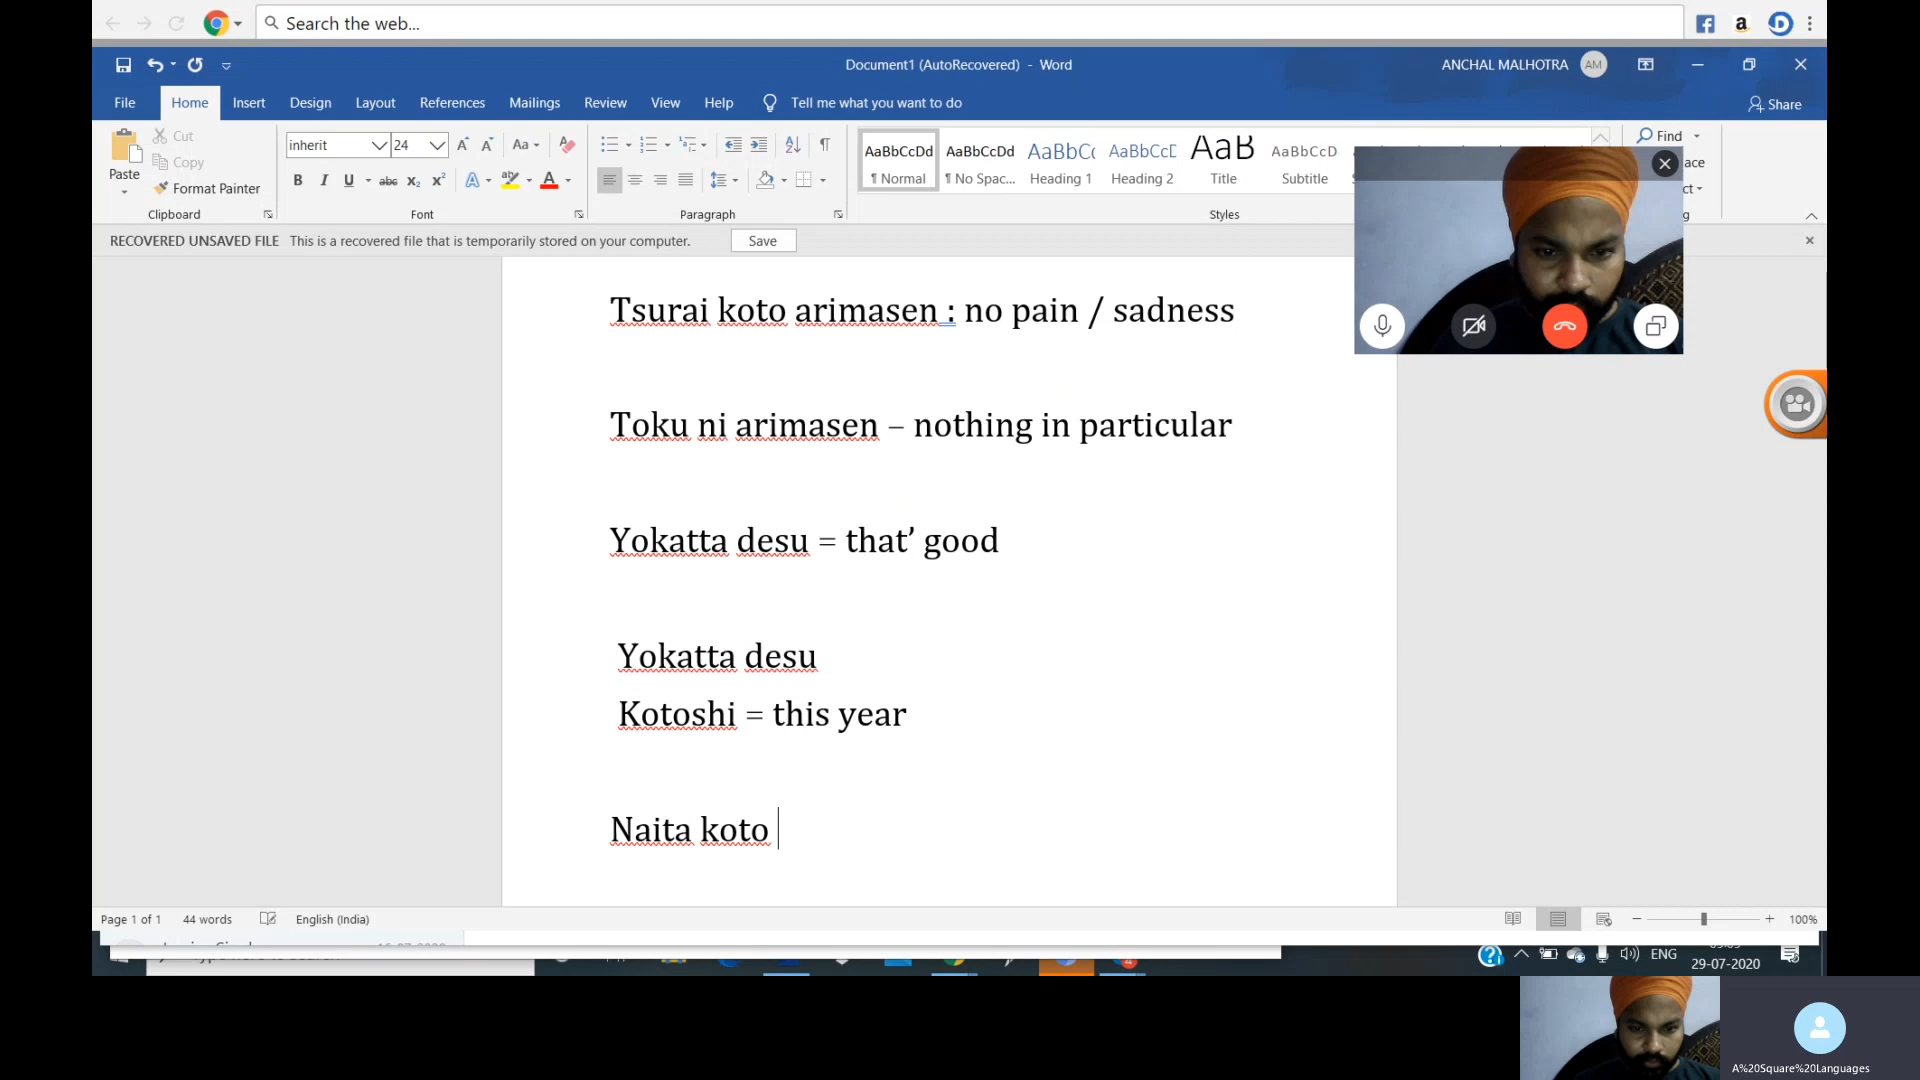 Search the web...
Document1 (AutoRecovered) - Word
ANCHAL MALHOTRA AM
File Home Insert Design Layout References Mailings Review View Help Tell me what you want to do
Share
Paste
Cut
Copy
Format Painter
Clipboard
inherit 24
Aa
Font
Paragraph
AaBbCcDd AaBbCcDd AaBbC AaBbCcD AaB AaBbCcD
¶ Normal ¶ No Spac... Heading 1 Heading 2 Title Subtitle
Styles
Find
RECOVERED UNSAVED FILE This is a recovered file that is temporarily stored on your computer. Save
Tsurai koto arimasen : no pain / sadness
Toku ni arimasen – nothing in particular
Yokatta desu = that’ good
Yokatta desu
Kotoshi = this year
Naita koto
Page 1 of 1 44 words English (India)
100%
ENG
29-07-2020
A%20Square%20Languages